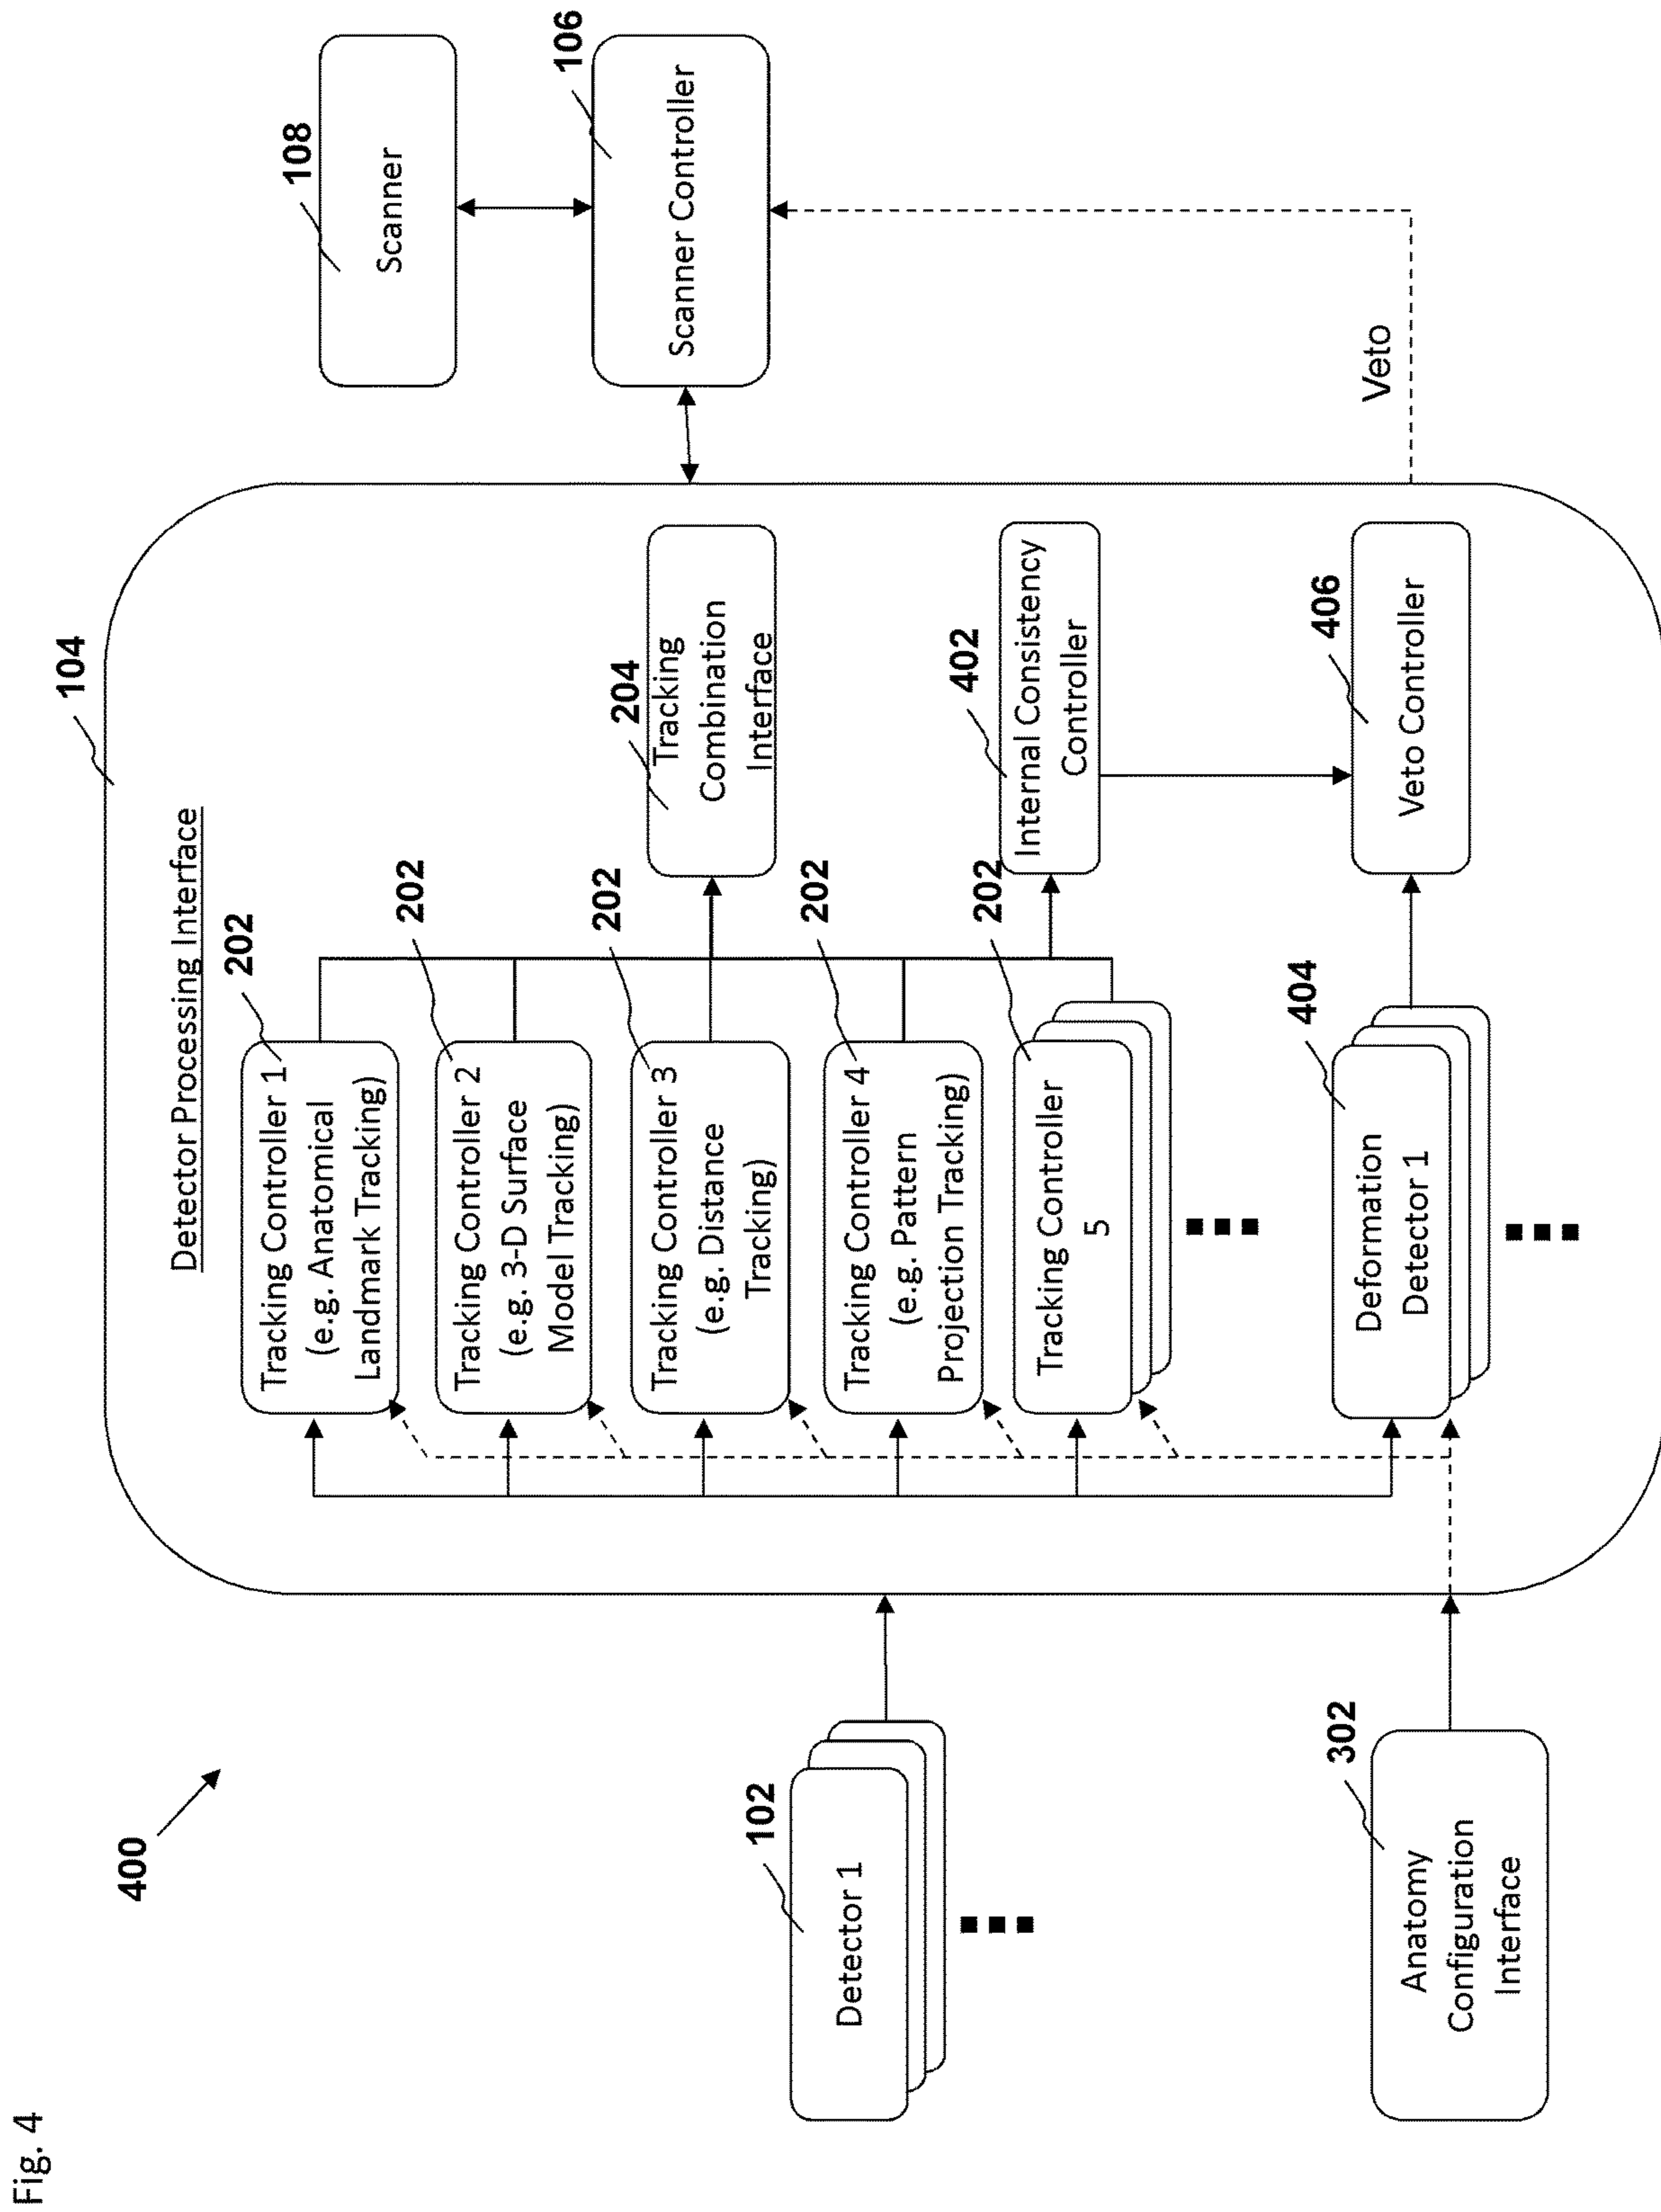 Fig. 4
400
102
Detector 1
302
Anatomy
Configuration
Interface
104
Detector Processing Interface
202
Tracking Controller 1
(e.g. Anatomical
Landmark Tracking)
202
Tracking Controller 2
(e.g. 3-D Surface
Model Tracking)
202
Tracking Controller 3
(e.g. Distance
Tracking)
202
Tracking Controller 4
(e.g. Pattern
Projection Tracking)
202
Tracking Controller
5
404
Deformation
Detector 1
204
Tracking
Combination
Interface
402
Internal Consistency
Controller
406
Veto Controller
108
Scanner
106
Scanner Controller
Veto